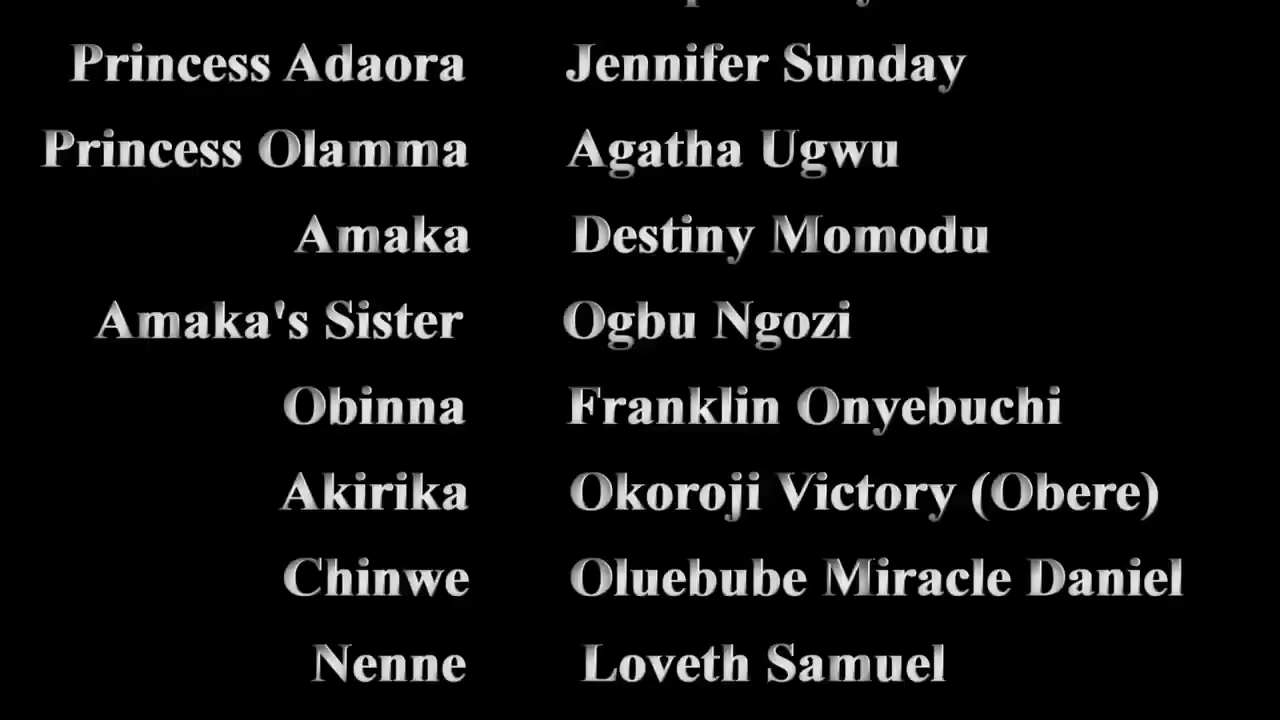 Princess Adaora Jennifer Sunday
Princess Olamma Agatha Ugwu
Amaka Destiny Momodu
Amaka's Sister Ogbu Ngozi
Obinna Franklin Onyebuchi
Akirika Okoroji Victory (Obere)
Chinwe Oluebube Miracle Daniel
Nenne Loveth Samuel